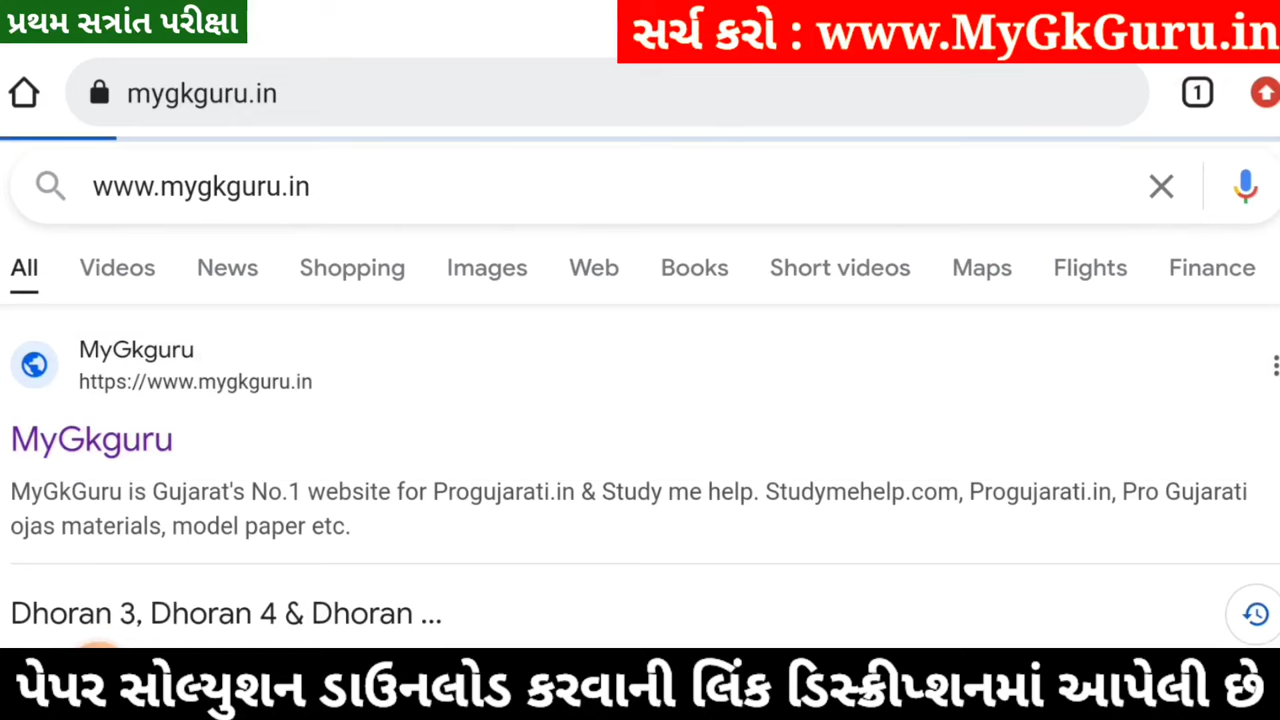 પ્રથમ સત્રાંત પરીક્ષા
સર્ચ કરો : www.MyGkGuru.in
mygkguru.in
1
www.mygkguru.in
All Videos News Shopping Images Web Books Short videos Maps Flights Finance
MyGkguru
https://www.mygkguru.in
MyGkguru
MyGkGuru is Gujarat's No.1 website for Progujarati.in & Study me help. Studymehelp.com, Progujarati.in, Pro Gujarati
ojas materials, model paper etc.
Dhoran 3, Dhoran 4 & Dhoran ...
પેપર સોલ્યુશન ડાઉનલોડ કરવાની લિંક ડિસ્ક્રીપ્શનમાં આપેલી છે